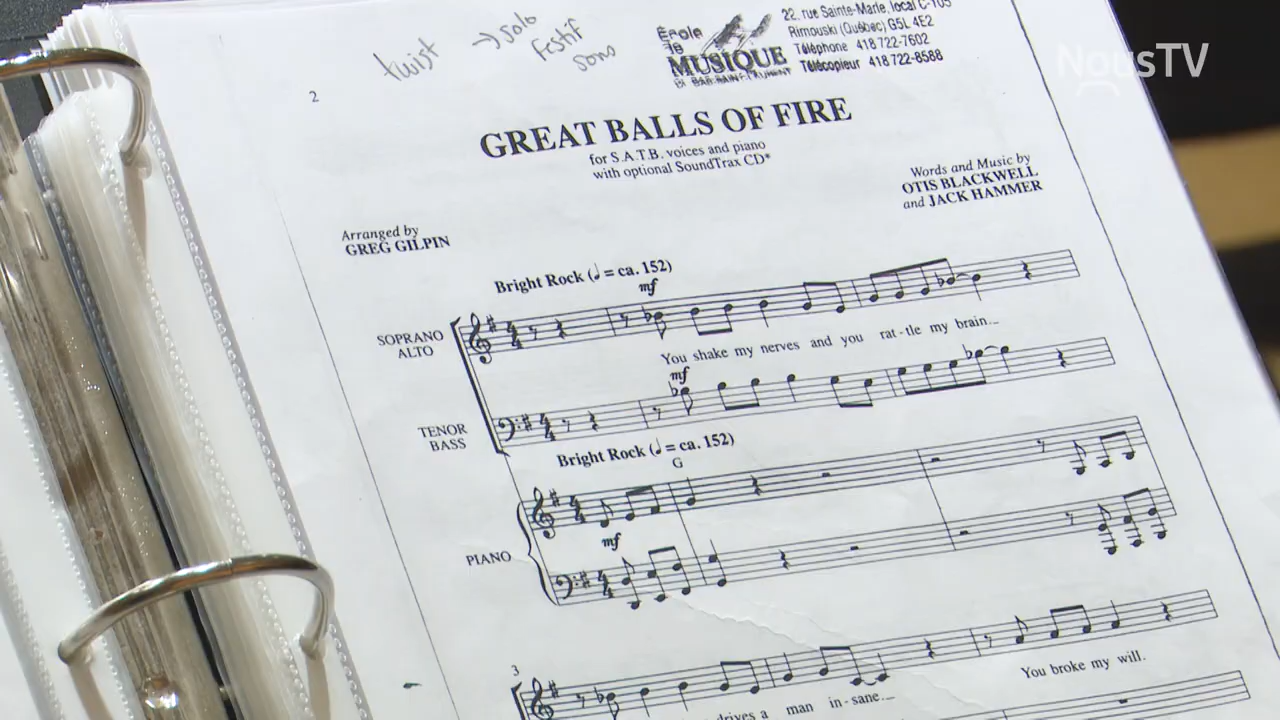 twist → solo
festif
sons
École
de
MUSIQUE
22, rue Sainte-Marie, local C-105
Rimouski (Québec) G5L 4E2
Téléphone 418 722-7602
Télécopieur 418 722-8588
NousTV
2
GREAT BALLS OF FIRE
for S.A.T.B. voices and piano
with optional SoundTrax CD*
Words and Music by
OTIS BLACKWELL
and JACK HAMMER
Arranged by
GREG GILPIN
Bright Rock (♩ = ca. 152)
mf
SOPRANO
ALTO
You shake my nerves and you rat-tle my brain.
mf
TENOR
BASS
Bright Rock (♩ = ca. 152)
G
mf
PIANO
3
You broke my will.
drives a man in-sane.